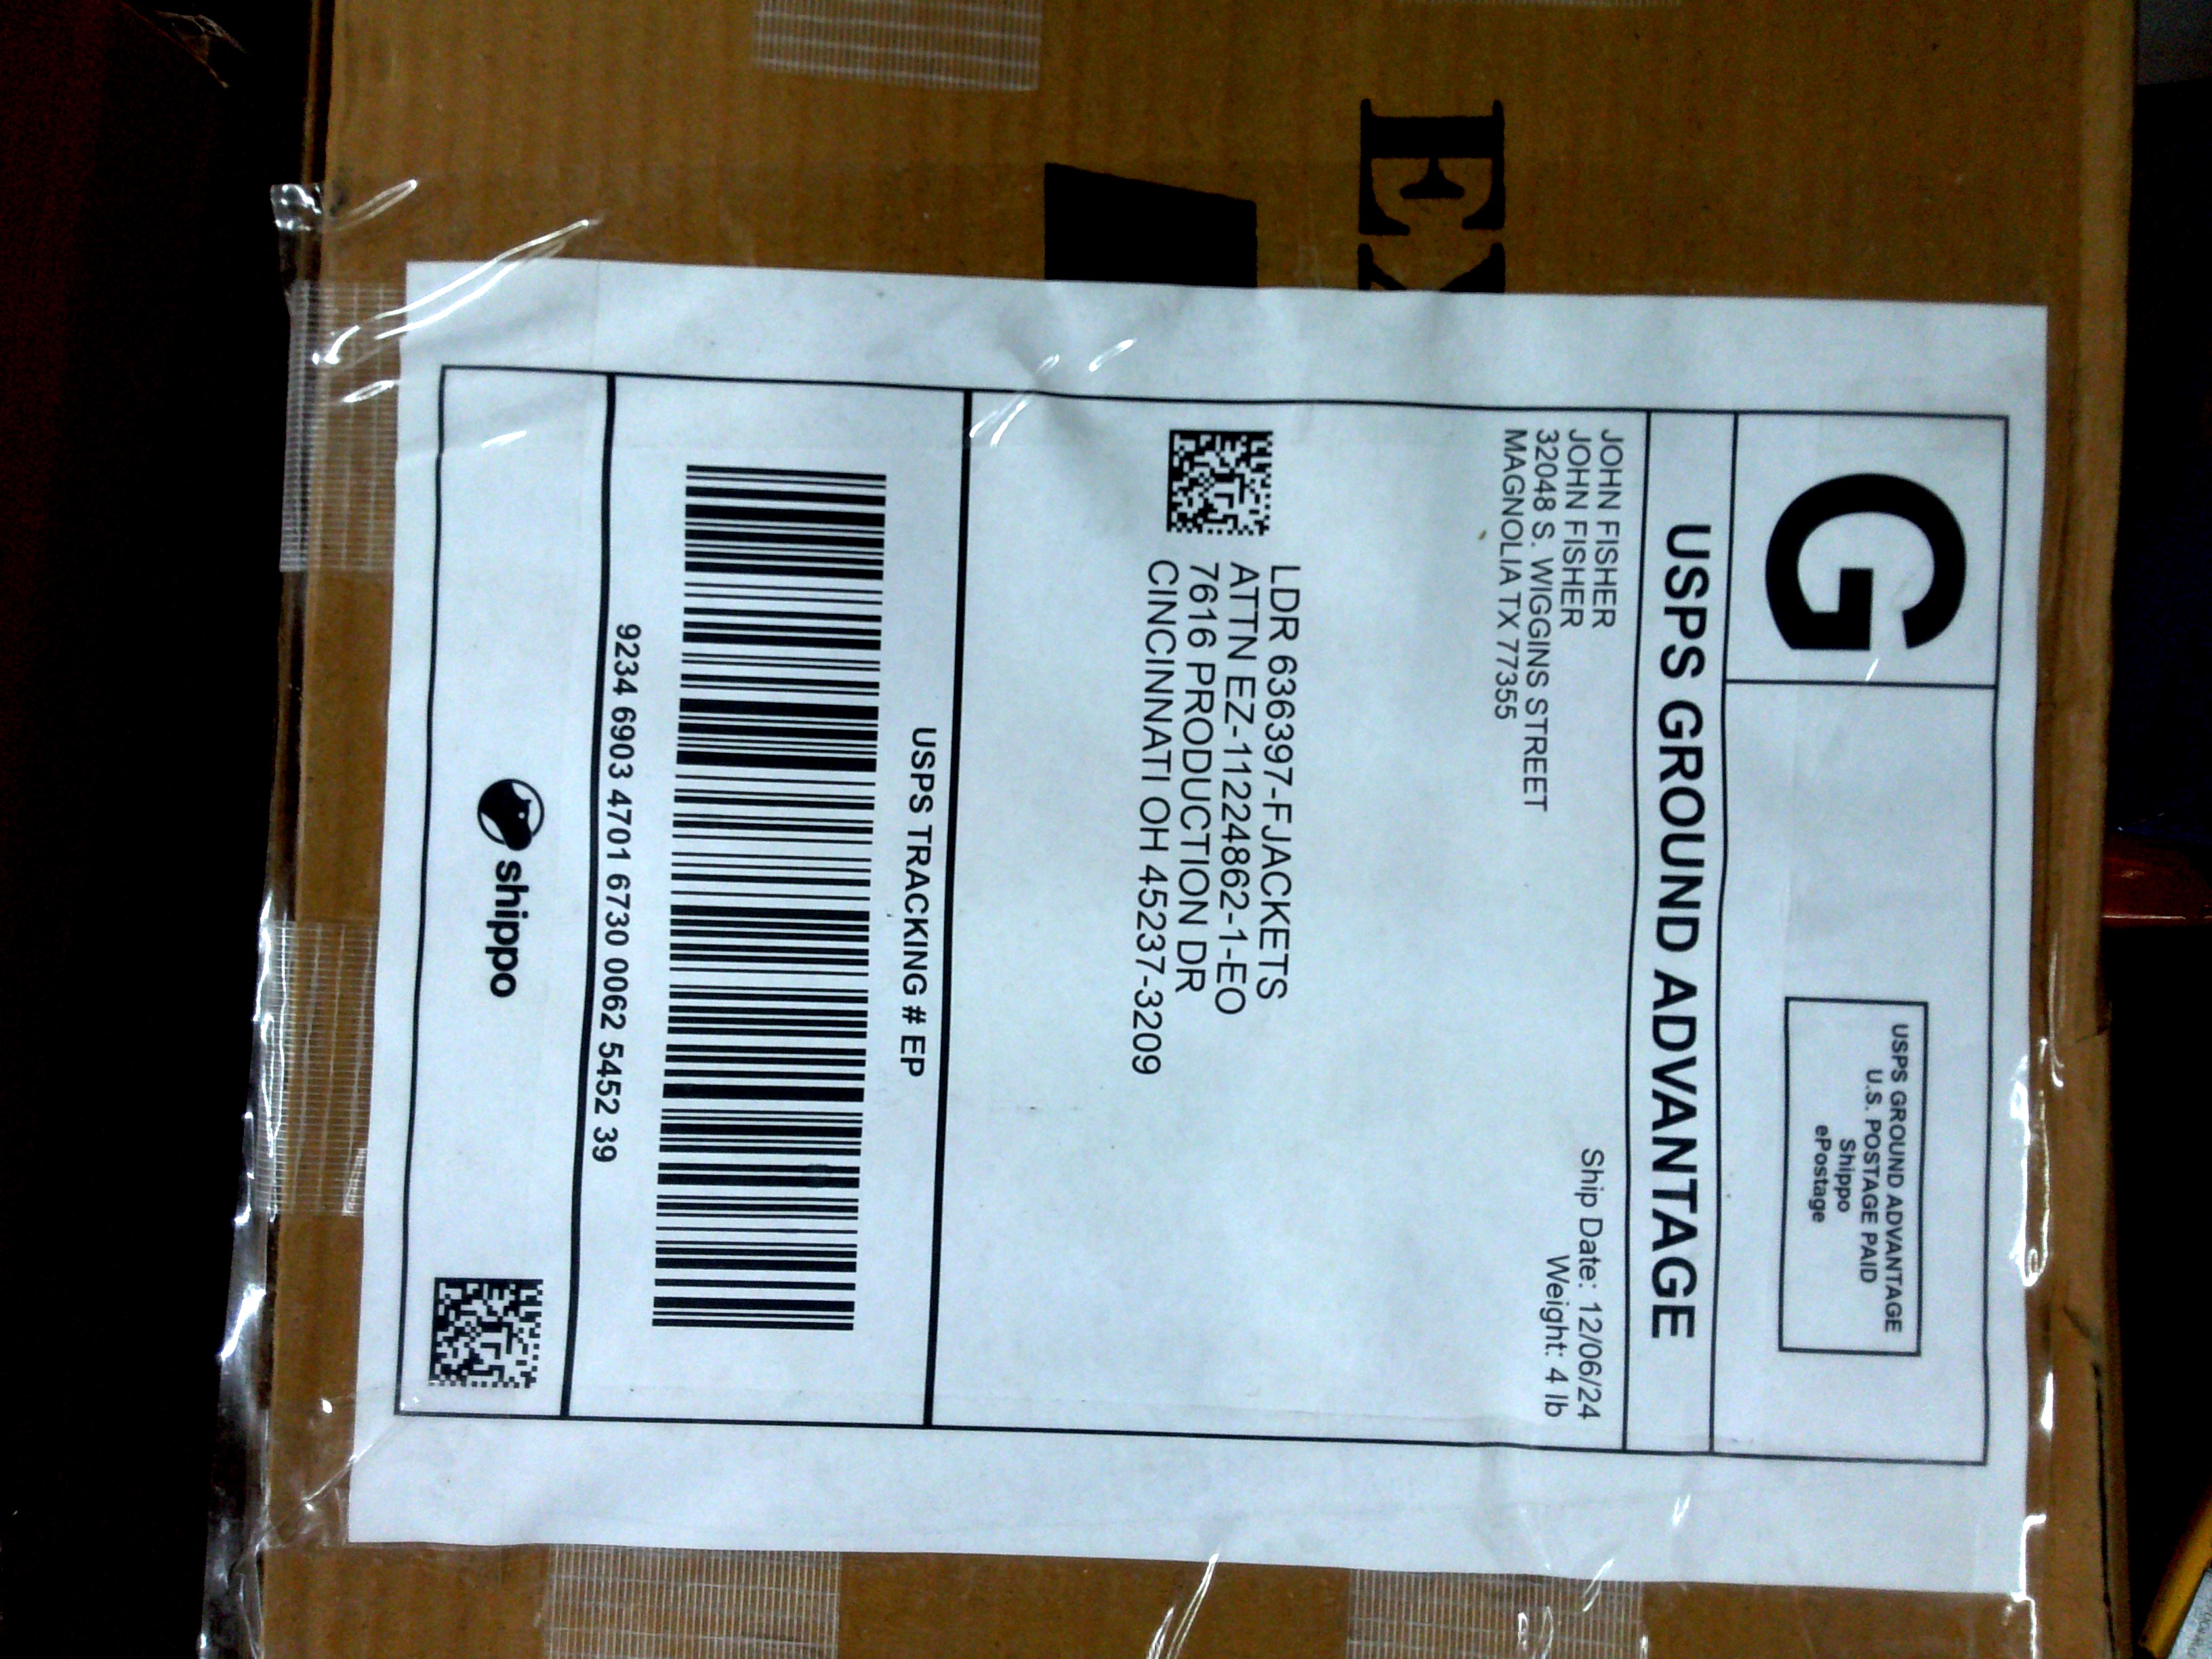 EX
G
USPS GROUND ADVANTAGE
U.S. POSTAGE PAID
Shippo
ePostage
USPS GROUND ADVANTAGE
JOHN FISHER
JOHN FISHER
32048 S. WIGGINS STREET
MAGNOLIA TX 77355
Ship Date: 12/06/24
Weight: 4 lb
LDR 636397-FJACKETS
ATTN EZ-11224862-1-EO
7616 PRODUCTION DR
CINCINNATI OH 45237-3209
USPS TRACKING # EP
9234 6903 4701 6730 0062 5452 39
shippo